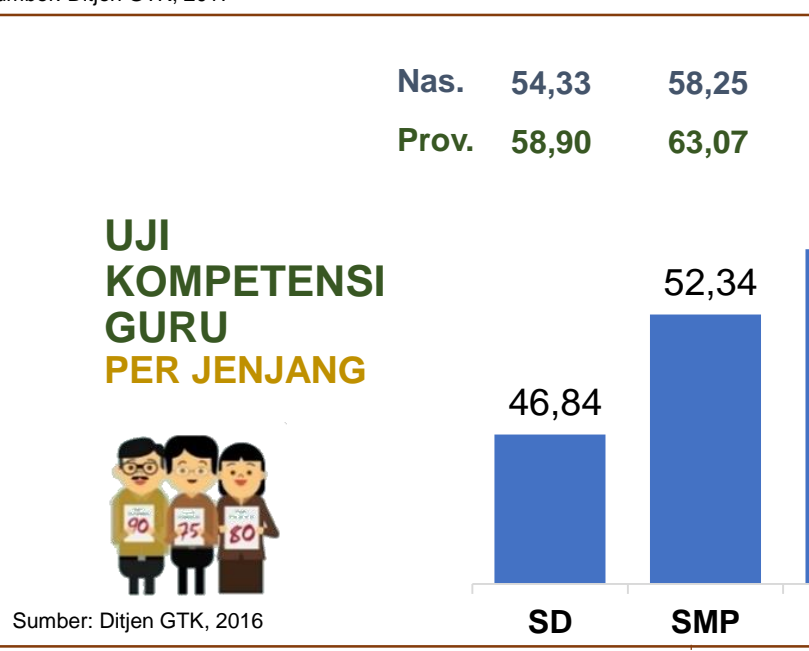 Nas. 54,33 58,25
Prov. 58,90 63,07
UJI
KOMPETENSI
GURU
PER JENJANG
52,34
46,84
90 75 80
Sumber: Ditjen GTK, 2016
SD SMP